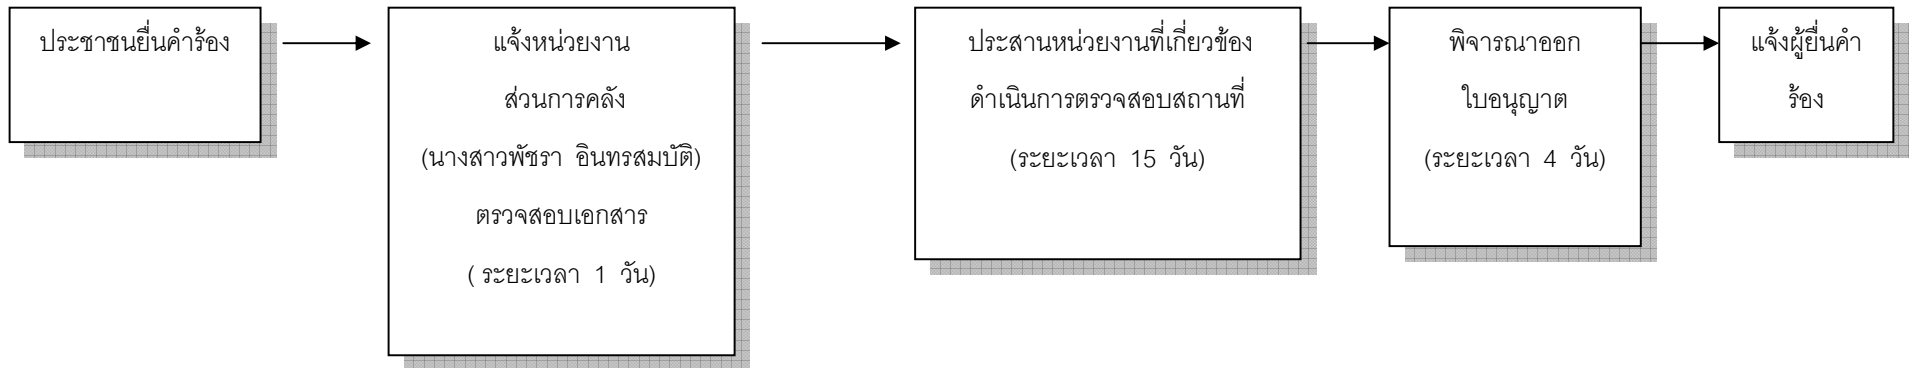 ประชาชนยื่นคำร้อง
แจ้งหน่วยงาน
ส่วนการคลัง
(นางสาวพัชรา อินทรสมบัติ)
ตรวจสอบเอกสาร
( ระยะเวลา 1 วัน)
ประสานหน่วยงานที่เกี่ยวข้อง
ดำเนินการตรวจสอบสถานที่
(ระยะเวลา 15 วัน)
พิจารณาออก
ใบอนุญาต
(ระยะเวลา 4 วัน)
แจ้งผู้ยื่นคำ
ร้อง